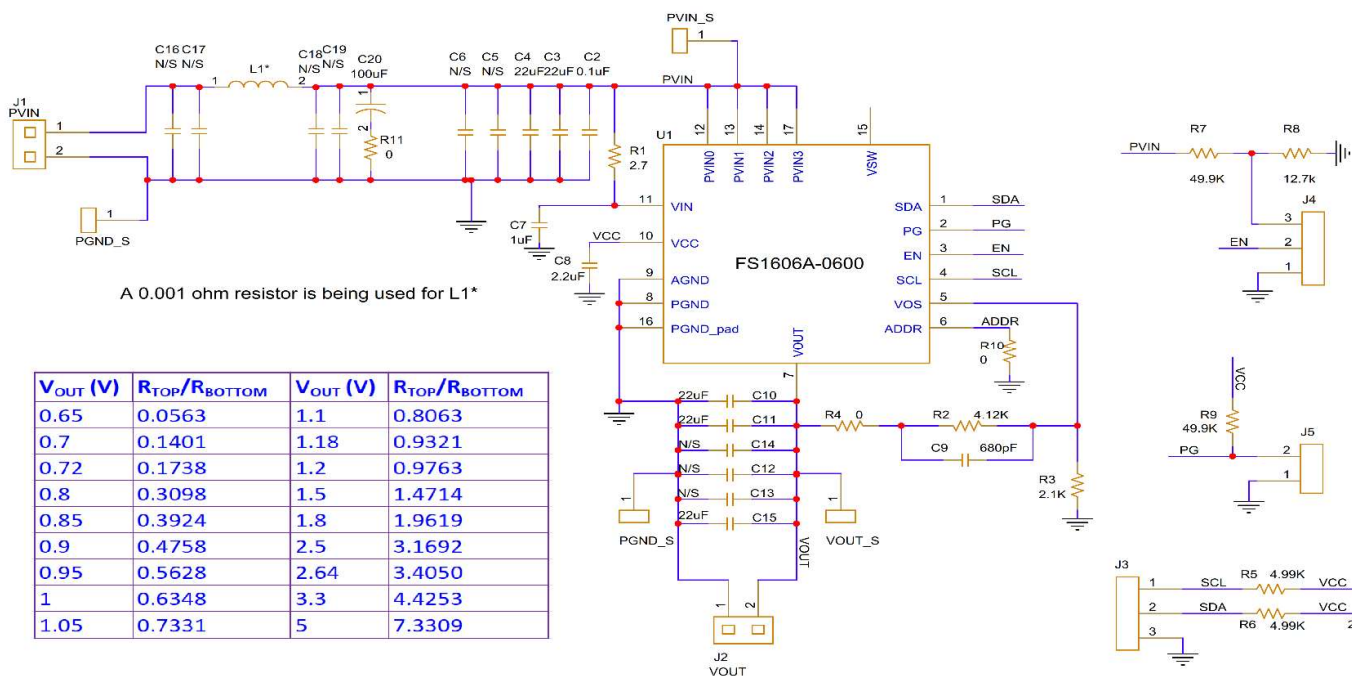 PVIN_S
1
C16 C17
N/S N/S
L1*
1 2
C18 C19
N/S N/S
C20
100uF
1
2
R11
0
C6 C5 C4 C3 C2
N/S N/S 22uF 22uF 0.1uF
PVIN
J1
PVIN
1
2
1
PGND_S
R1
2.7
C7
1uF
VCC
C8
2.2uF
A 0.001 ohm resistor is being used for L1*
U1
12 13 14 17 15
PVIN0 PVIN1 PVIN2 PVIN3 VSW
11 VIN
10 VCC
9 AGND
8 PGND
16 PGND_pad
FS1606A-0600
SDA 1 SDA
PG 2 PG
EN 3 EN
SCL 4 SCL
VOS 5
ADDR 6 ADDR
VOUT
7
R10
0
22uF C10
22uF C11
N/S C14
N/S C12
N/S C13
22uF C15
1
PGND_S
1
VOUT_S
VOUT
1 2
J2
VOUT
R4 0
R2 4.12K
C9 680pF
R3
2.1K
PVIN
R7
49.9K
R8
12.7k
J4
3
EN 2
1
VCC
R9
49.9K
PG
J5
2
1
J3
1 SCL R5 4.99K VCC
2 SDA R6 4.99K VCC
2
3
VOUT (V) RTOP/RBOTTOM VOUT (V) RTOP/RBOTTOM
0.65 0.0563 1.1 0.8063
0.7 0.1401 1.18 0.9321
0.72 0.1738 1.2 0.9763
0.8 0.3098 1.5 1.4714
0.85 0.3924 1.8 1.9619
0.9 0.4758 2.5 3.1692
0.95 0.5628 2.64 3.4050
1 0.6348 3.3 4.4253
1.05 0.7331 5 7.3309